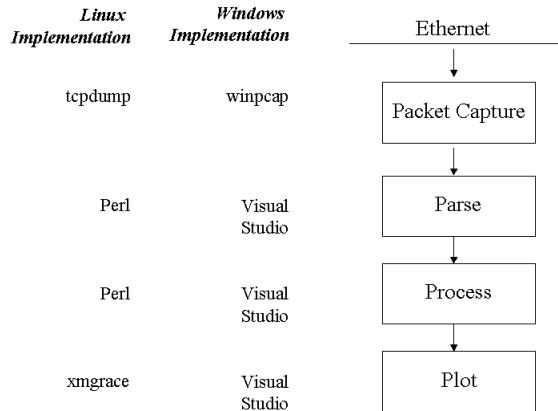 Linux Implementation
Windows Implementation
Ethernet
tcpdump
winpcap
Packet Capture
Perl
Visual Studio
Parse
Perl
Visual Studio
Process
xmgrace
Visual Studio
Plot